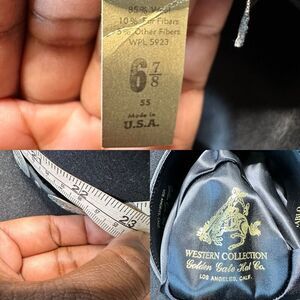 85% Wool
10% Fur Fibers
5% Other Fibers
WPL 5923
6 7/8
55
Made in
U.S.A.
22
23
WESTERN COLLECTION
Golden Gate Hat Co.
LOS ANGELES, CALIF.